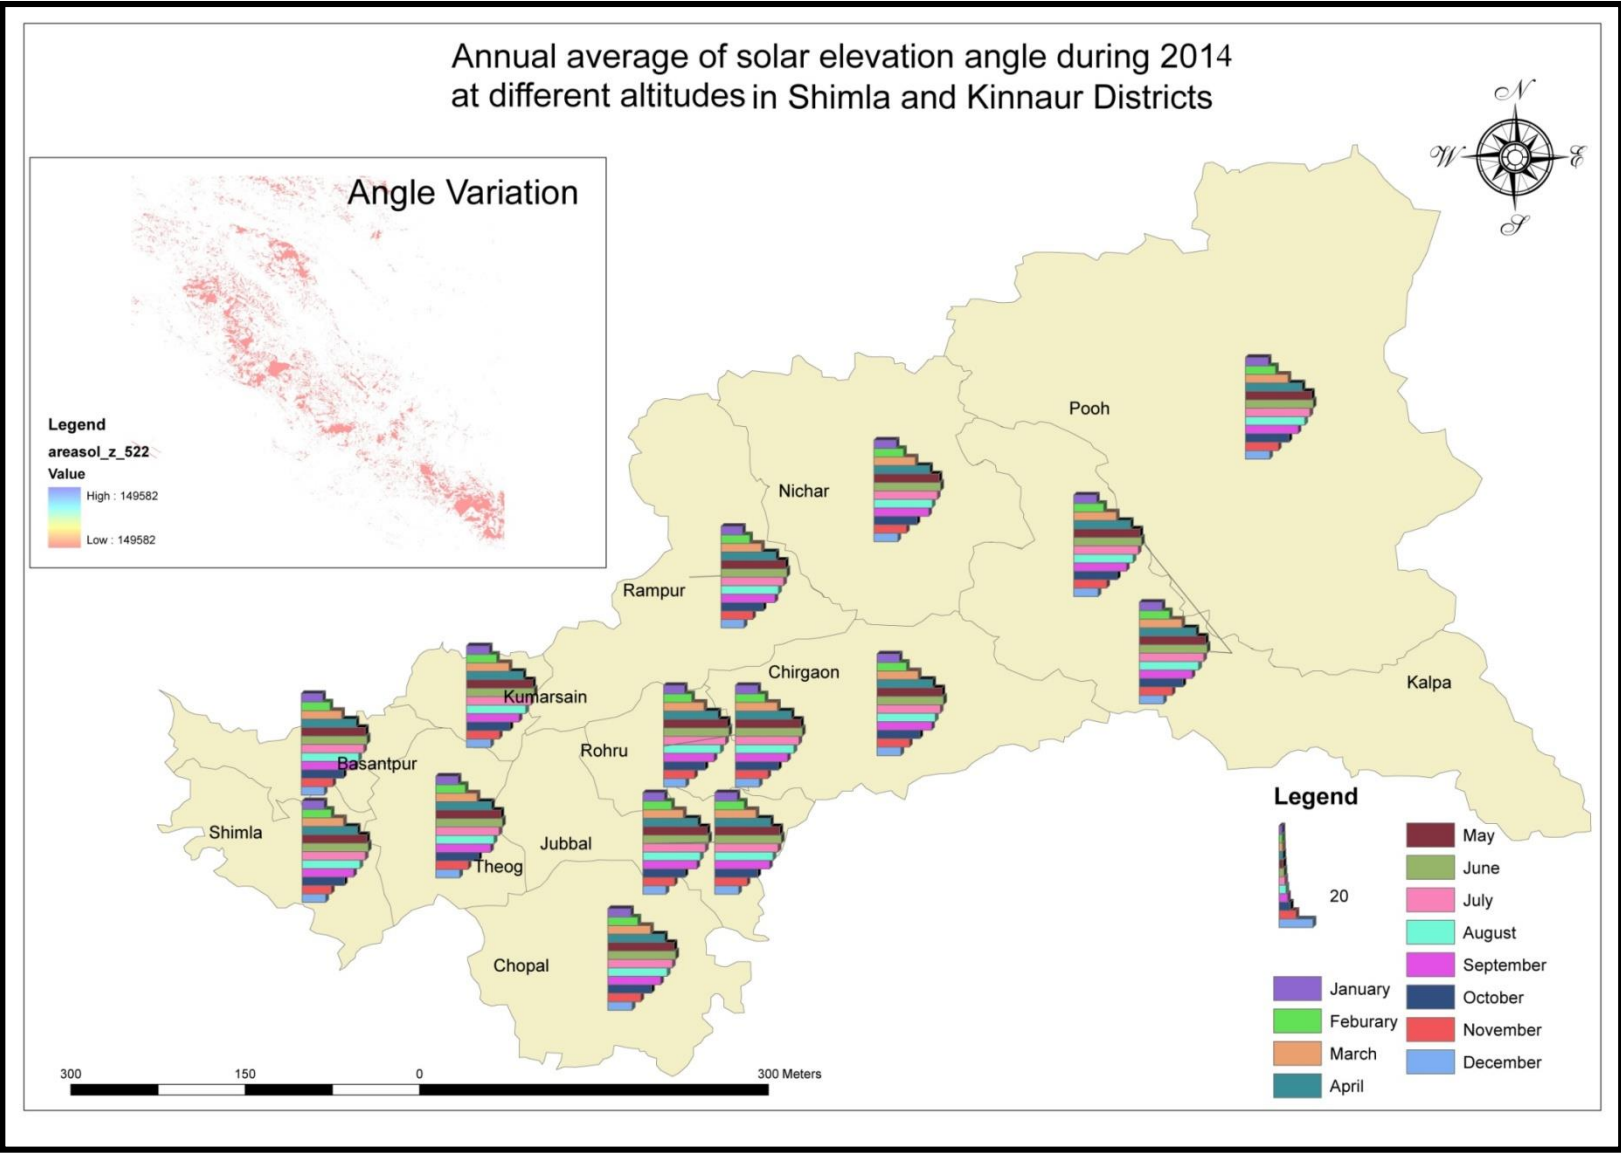 Annual average of solar elevation angle during 2014
at different altitudes in Shimla and Kinnaur Districts
N
W
E
S
Angle Variation
Legend
areasol_z_522
Value
High : 149582
Low : 149582
Pooh
Nichar
Rampur
Chirgaon
Kalpa
Kumarsain
Rohru
Basantpur
Shimla
Jubbal
Theog
Chopal
Legend
20
January
Feburary
March
April
May
June
July
August
September
October
November
December
300 150 0 300 Meters